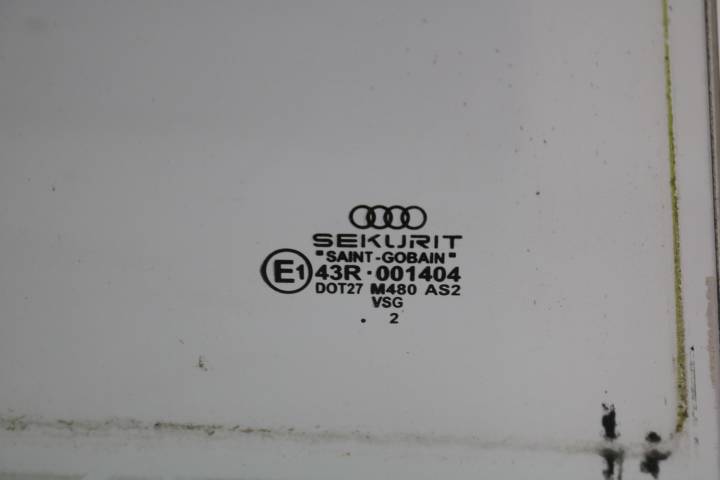 SEKURIT
"SAINT-GOBAIN"
E1 43R-001404
DOT27 M480 AS2
VSG
. 2